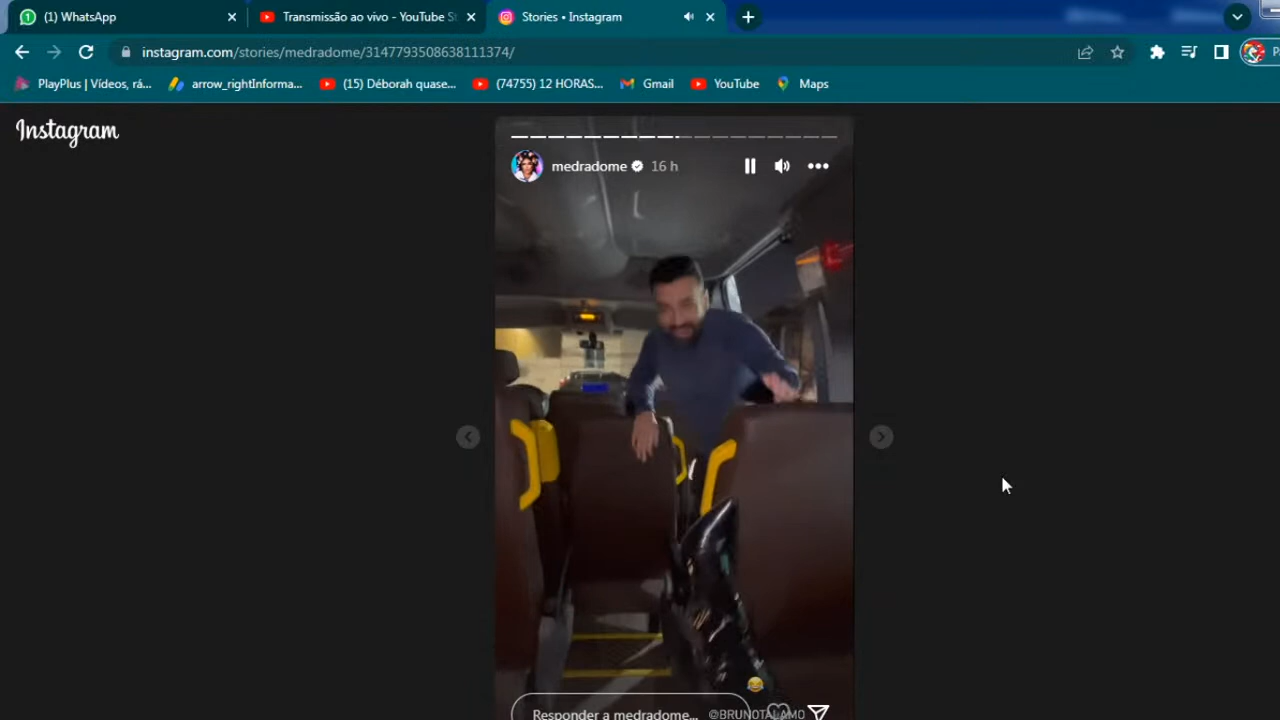 (1) WhatsApp
Transmissão ao vivo - YouTube St
Stories • Instagram
instagram.com/stories/medradome/3147793508638111374/
PlayPlus | Vídeos, rá...
arrow_rightInforma...
(15) Déborah quase...
(74755) 12 HORAS...
Gmail
YouTube
Maps
Instagram
medradome
16 h
Responder a medradome...
@BRUNOTALAMO